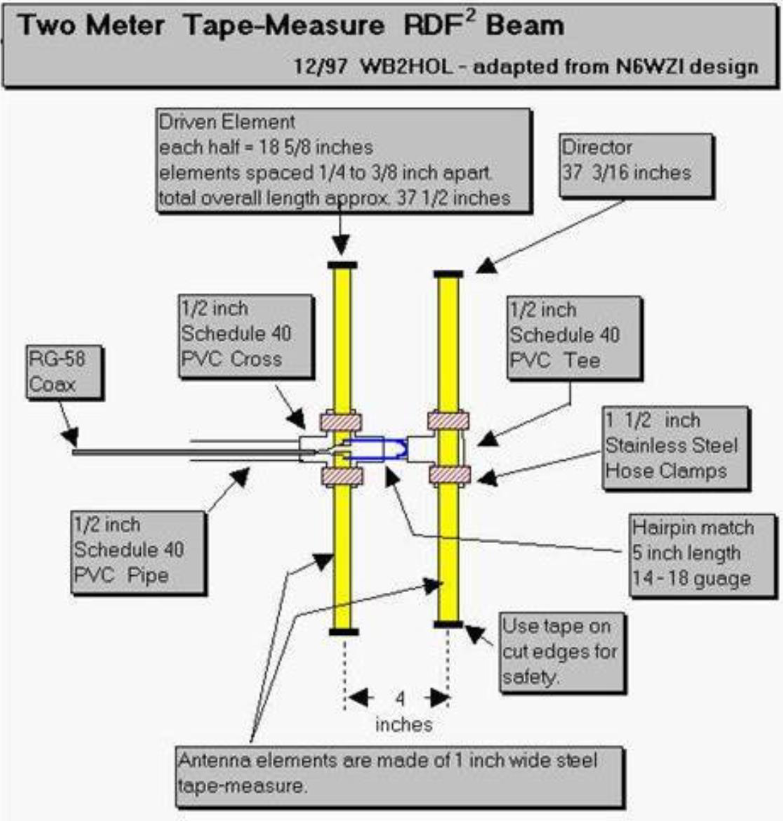 Two Meter Tape-Measure RDF² Beam
12/97 WB2HOL - adapted from N6WZI design
Driven Element
each half = 18 5/8 inches
elements spaced 1/4 to 3/8 inch apart.
total overall length approx. 37 1/2 inches
Director
37 3/16 inches
1/2 inch
Schedule 40
PVC Cross
1/2 inch
Schedule 40
PVC Tee
RG-58
Coax
1 1/2 inch
Stainless Steel
Hose Clamps
1/2 inch
Schedule 40
PVC Pipe
Hairpin match
5 inch length
14 - 18 guage
Use tape on
cut edges for
safety.
4
inches
Antenna elements are made of 1 inch wide steel
tape-measure.